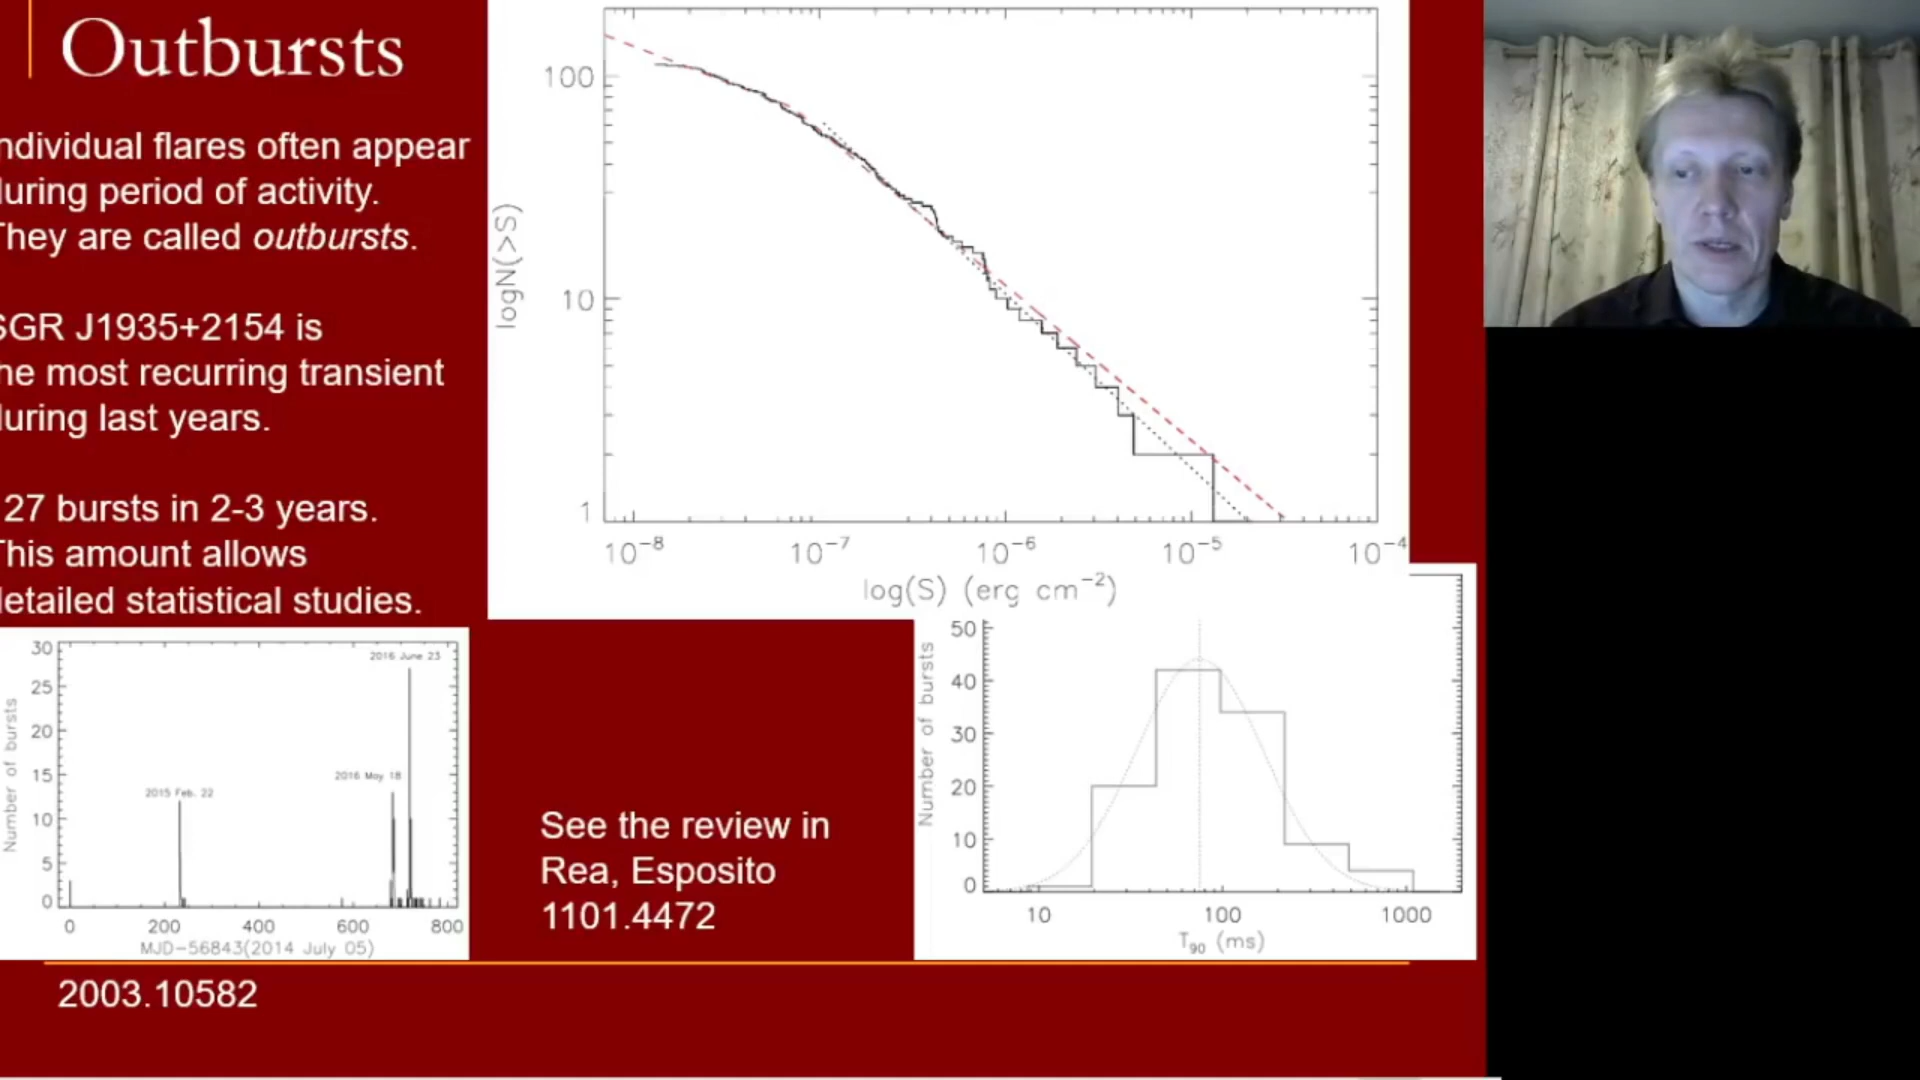 Outbursts
ndividual flares often appear
luring period of activity.
They are called outbursts.
SGR J1935+2154 is
he most recurring transient
luring last years.
27 bursts in 2-3 years.
This amount allows
letailed statistical studies.
logN(>S)
100
10
1
10⁻⁸ 10⁻⁷ 10⁻⁶ 10⁻⁵ 10⁻⁴
log(S) (erg cm⁻²)
Number of bursts
30
25
20
15
10
5
0
2015 Feb. 22
2016 May 18
2016 June 23
0 200 400 600 800
MJD-56843(2014 July 05)
See the review in
Rea, Esposito
1101.4472
Number of bursts
50
40
30
20
10
0
10 100 1000
T₉₀ (ms)
2003.10582